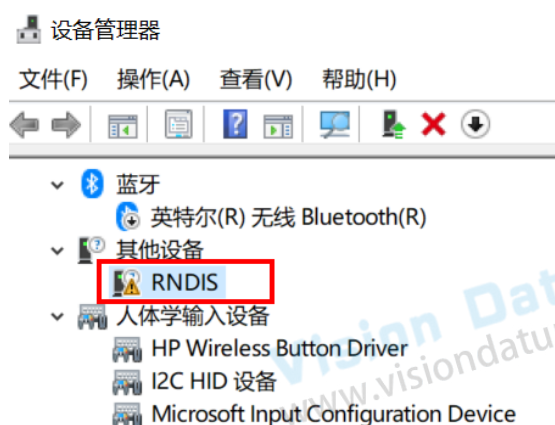 设备管理器
文件(F) 操作(A) 查看(V) 帮助(H)
蓝牙
英特尔(R) 无线 Bluetooth(R)
其他设备
RNDIS
人体学输入设备
HP Wireless Button Driver
I2C HID 设备
Microsoft Input Configuration Device
Vision Dat
www.visiondatu